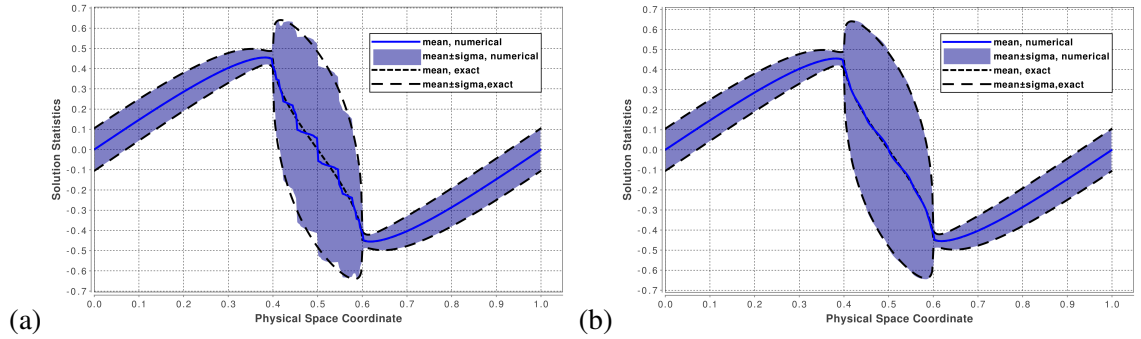 0.7
0.6
0.5
0.4
0.3
0.2
0.1
0.0
-0.1
-0.2
-0.3
-0.4
-0.5
-0.6
-0.7
Solution Statistics
mean, numerical
mean±sigma, numerical
mean, exact
mean±sigma,exact
0.0 0.1 0.2 0.3 0.4 0.5 0.6 0.7 0.8 0.9 1.0
Physical Space Coordinate
(a)
0.7
0.6
0.5
0.4
0.3
0.2
0.1
0.0
-0.1
-0.2
-0.3
-0.4
-0.5
-0.6
-0.7
Solution Statistics
mean, numerical
mean±sigma, numerical
mean, exact
mean±sigma,exact
0.0 0.1 0.2 0.3 0.4 0.5 0.6 0.7 0.8 0.9 1.0
Physical Space Coordinate
(b)